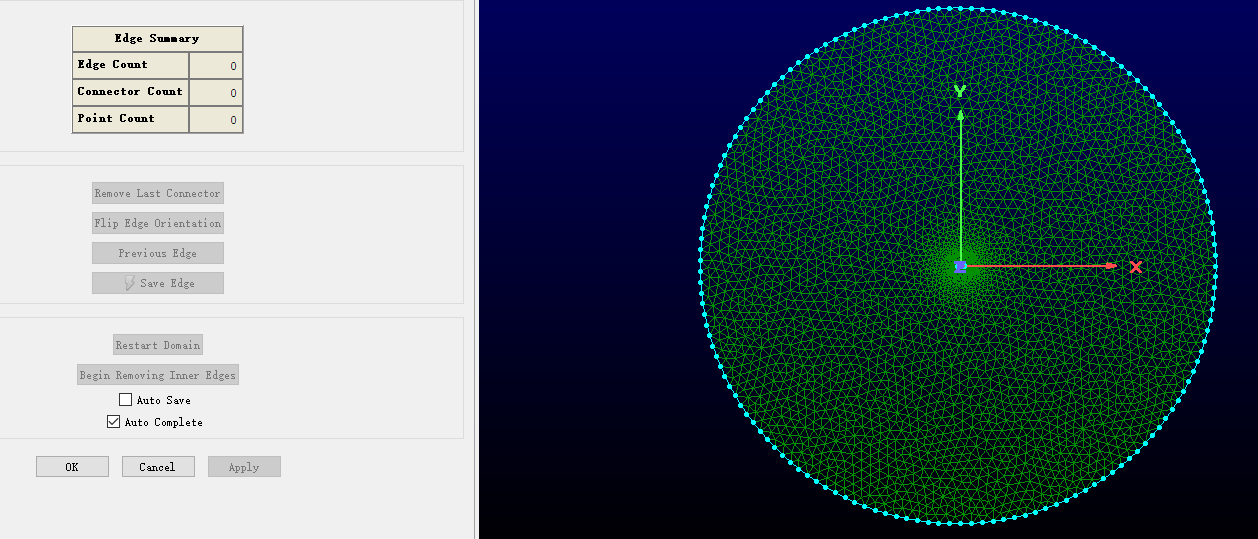 Edge Summary
Edge Count 0
Connector Count 0
Point Count 0
Remove Last Connector
Flip Edge Orientation
Previous Edge
Save Edge
Restart Domain
Begin Removing Inner Edges
Auto Save
Auto Complete
OK Cancel Apply
Y
X